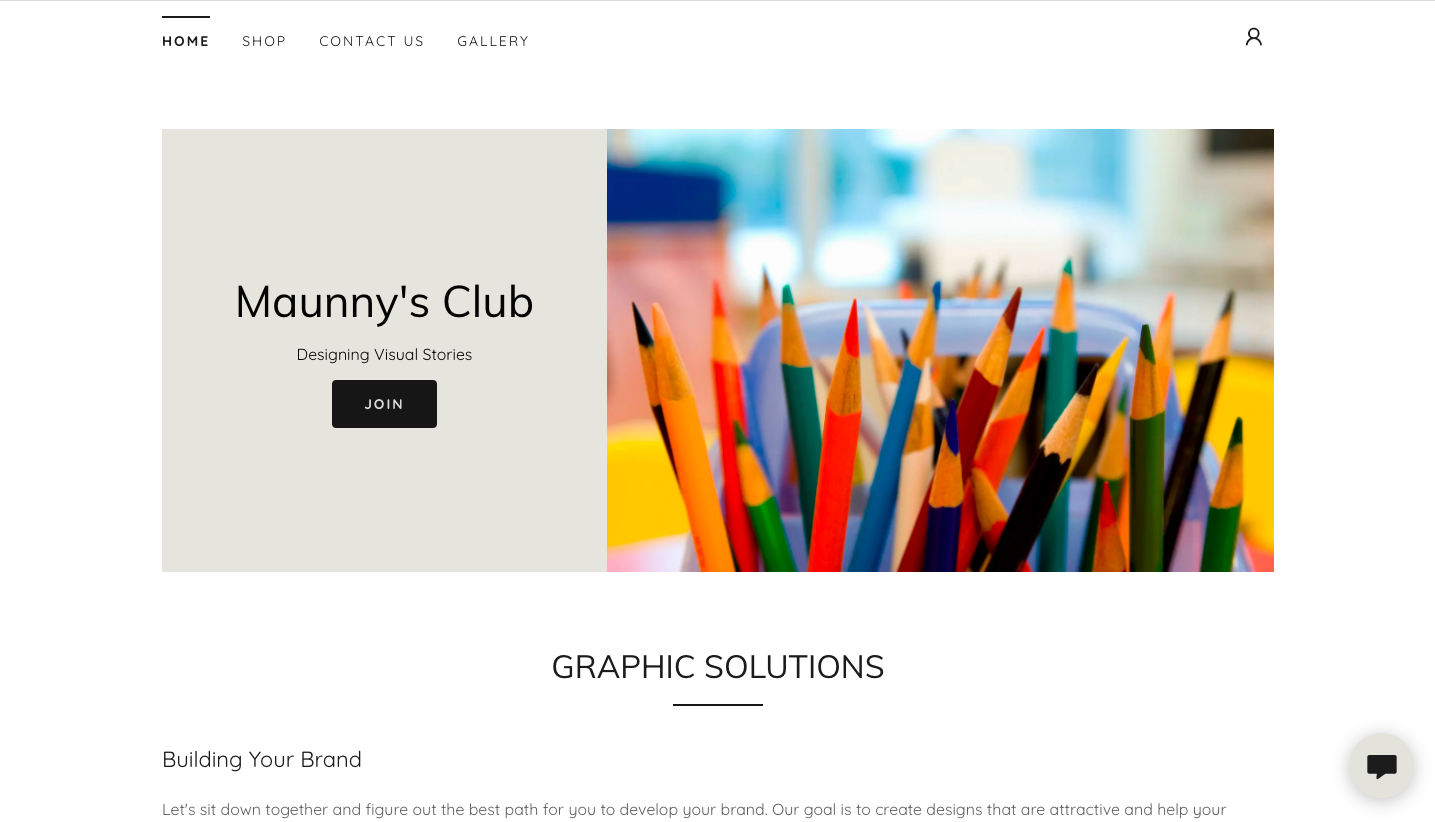 HOME SHOP CONTACT US GALLERY
Maunny's Club
Designing Visual Stories
JOIN
GRAPHIC SOLUTIONS
Building Your Brand
Let's sit down together and figure out the best path for you to develop your brand. Our goal is to create designs that are attractive and help your